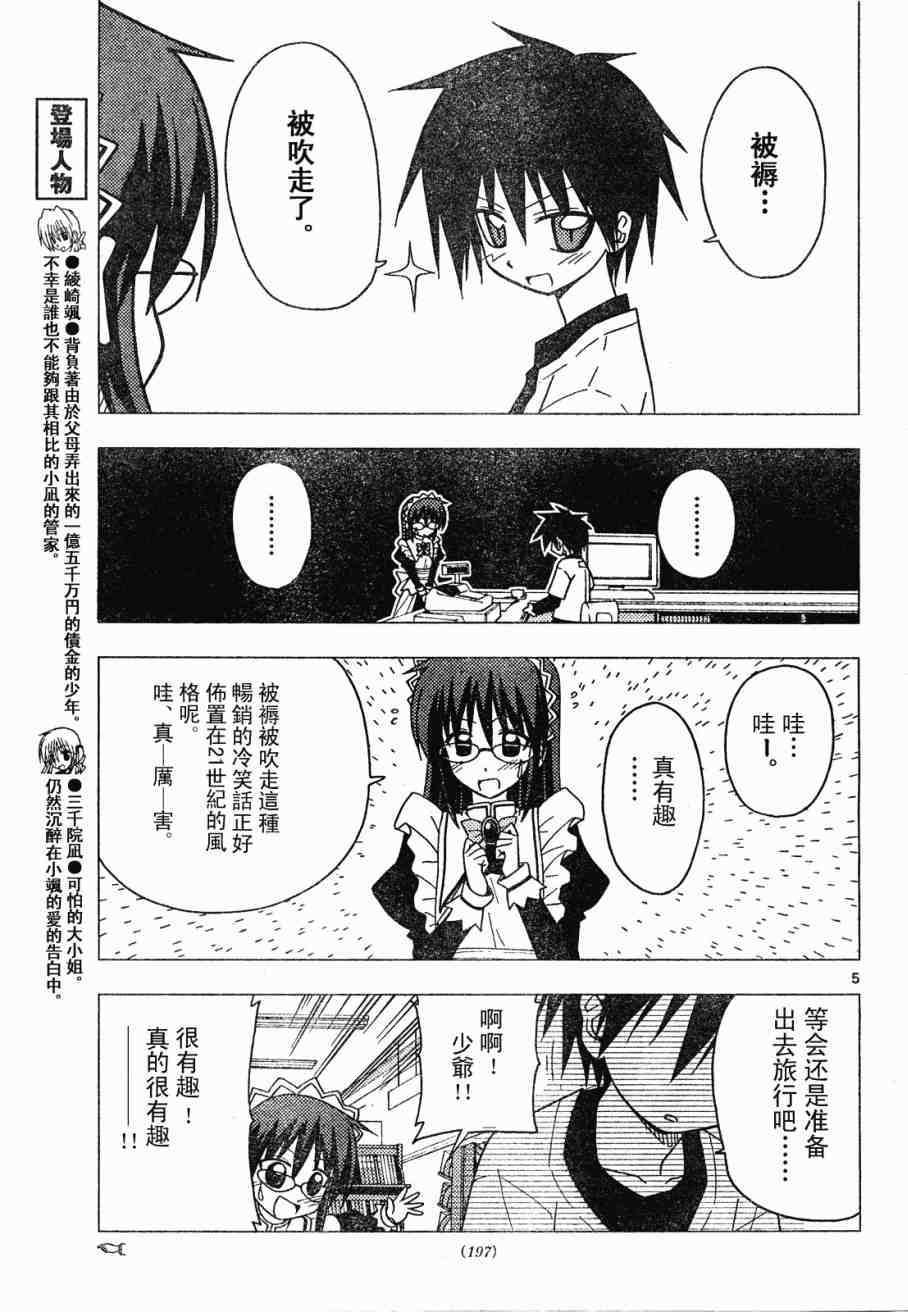 被褥…
被吹走了。
………
………
哇…
哇ー。
真有趣
……
被褥被吹走這種
暢銷的冷笑話正好
佈置在21世紀的風
格呢。
哇、真—厲—害。
5
等会还是准备
出去旅行吧……
啊啊！
少爺!!
很有趣！
真的很有趣
——!!
登場人物
●綾崎颯●背負著由於父母弄出來的一億五千万円的債金的少年。
不幸是誰也不能夠跟其相比的小凪的管家。
●三千院凪●可怕的大小姐。
仍然沉醉在小颯的愛的告白中。
(197)